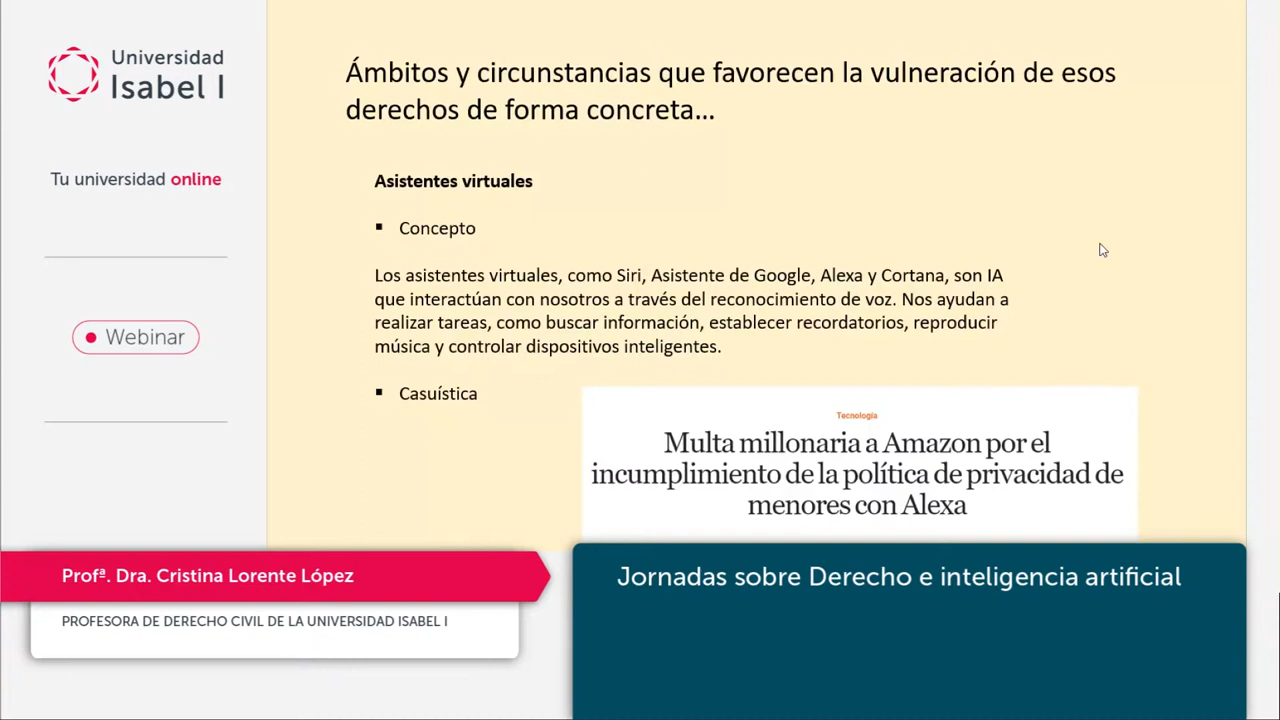 Universidad
Isabel I
Tu universidad online
Webinar
Ámbitos y circunstancias que favorecen la vulneración de esos
derechos de forma concreta...
Asistentes virtuales
▪ Concepto
Los asistentes virtuales, como Siri, Asistente de Google, Alexa y Cortana, son IA
que interactúan con nosotros a través del reconocimiento de voz. Nos ayudan a
realizar tareas, como buscar información, establecer recordatorios, reproducir
música y controlar dispositivos inteligentes.
▪ Casuística
Tecnología
Multa millonaria a Amazon por el
incumplimiento de la política de privacidad de
menores con Alexa
Profª. Dra. Cristina Lorente López
PROFESORA DE DERECHO CIVIL DE LA UNIVERSIDAD ISABEL I
Jornadas sobre Derecho e inteligencia artificial